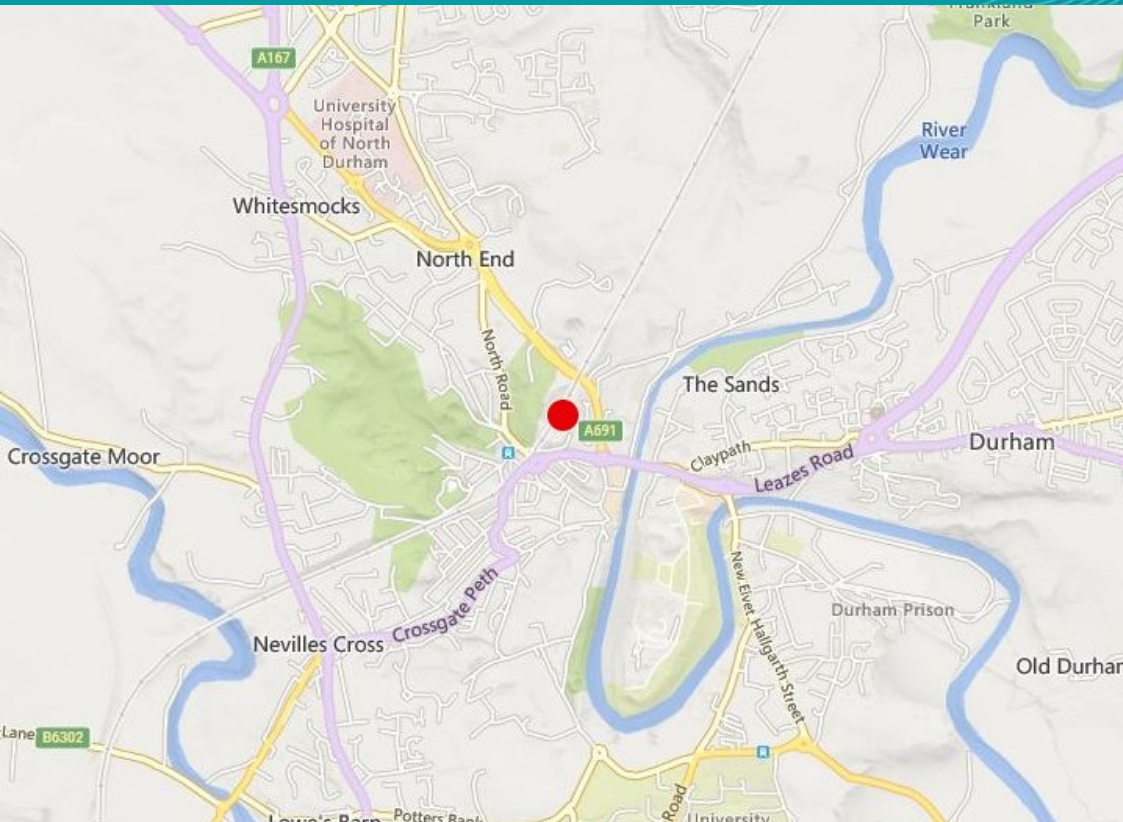 Frankland
Park
A167
University
Hospital
of North
Durham
River
Wear
Whitesmocks
North End
North Road
The Sands
A691
Crossgate Moor
Claypath
Durham
Leazes Road
New Elvet Hallgarth Street
Crossgate Peth
Durham Prison
Nevilles Cross
Old Durham
Lane
B6302
Lowe's Barn
Potters Bank
Road
University